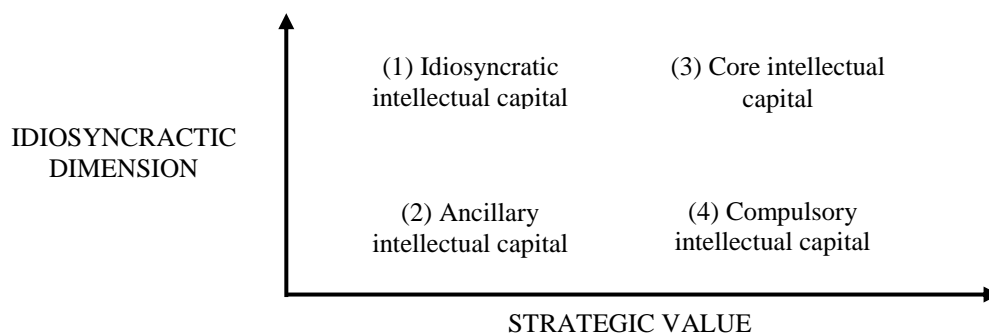 (1) Idiosyncratic
intellectual capital
(3) Core intellectual
capital
IDIOSYNCRACTIC
DIMENSION
(2) Ancillary
intellectual capital
(4) Compulsory
intellectual capital
STRATEGIC VALUE